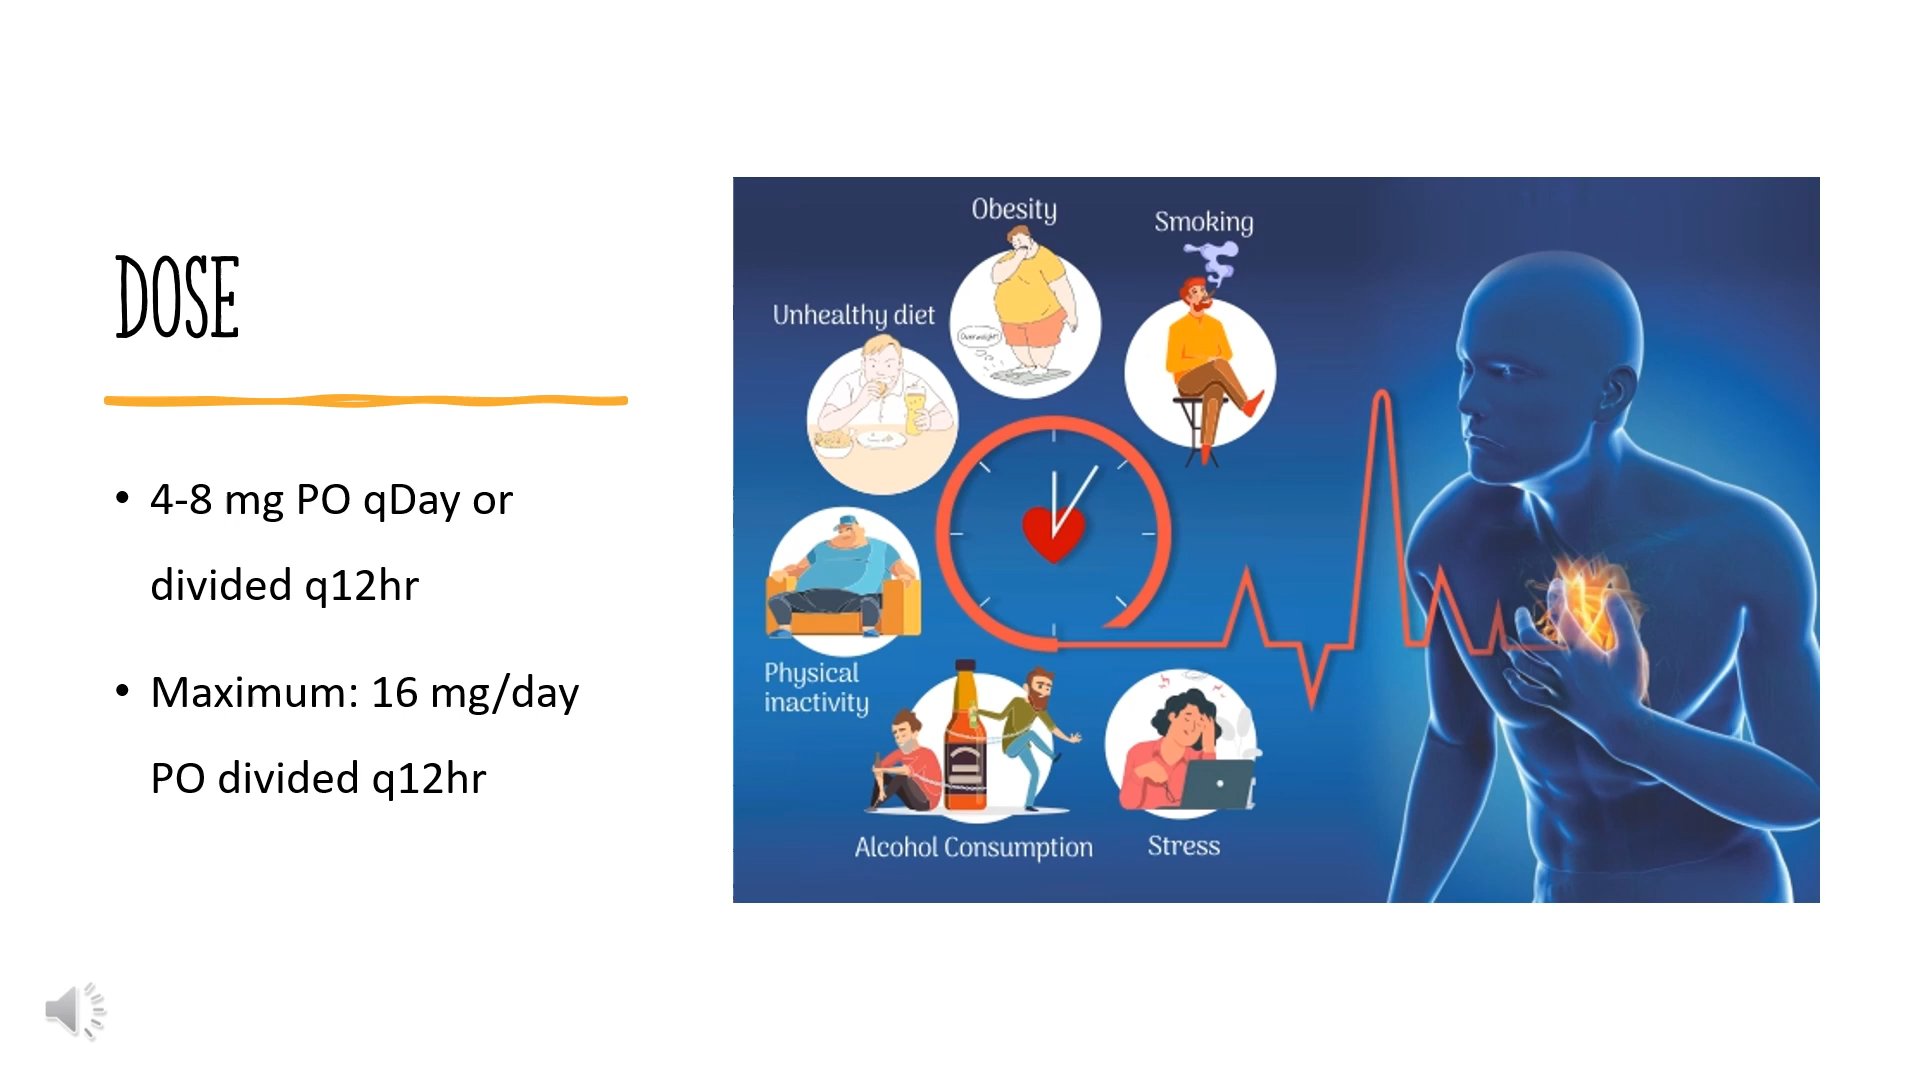 DOSE
• 4-8 mg PO qDay or
divided q12hr
• Maximum: 16 mg/day
PO divided q12hr
Obesity
Smoking
Unhealthy diet
Overweight!
Physical
inactivity
Alcohol Consumption
Stress